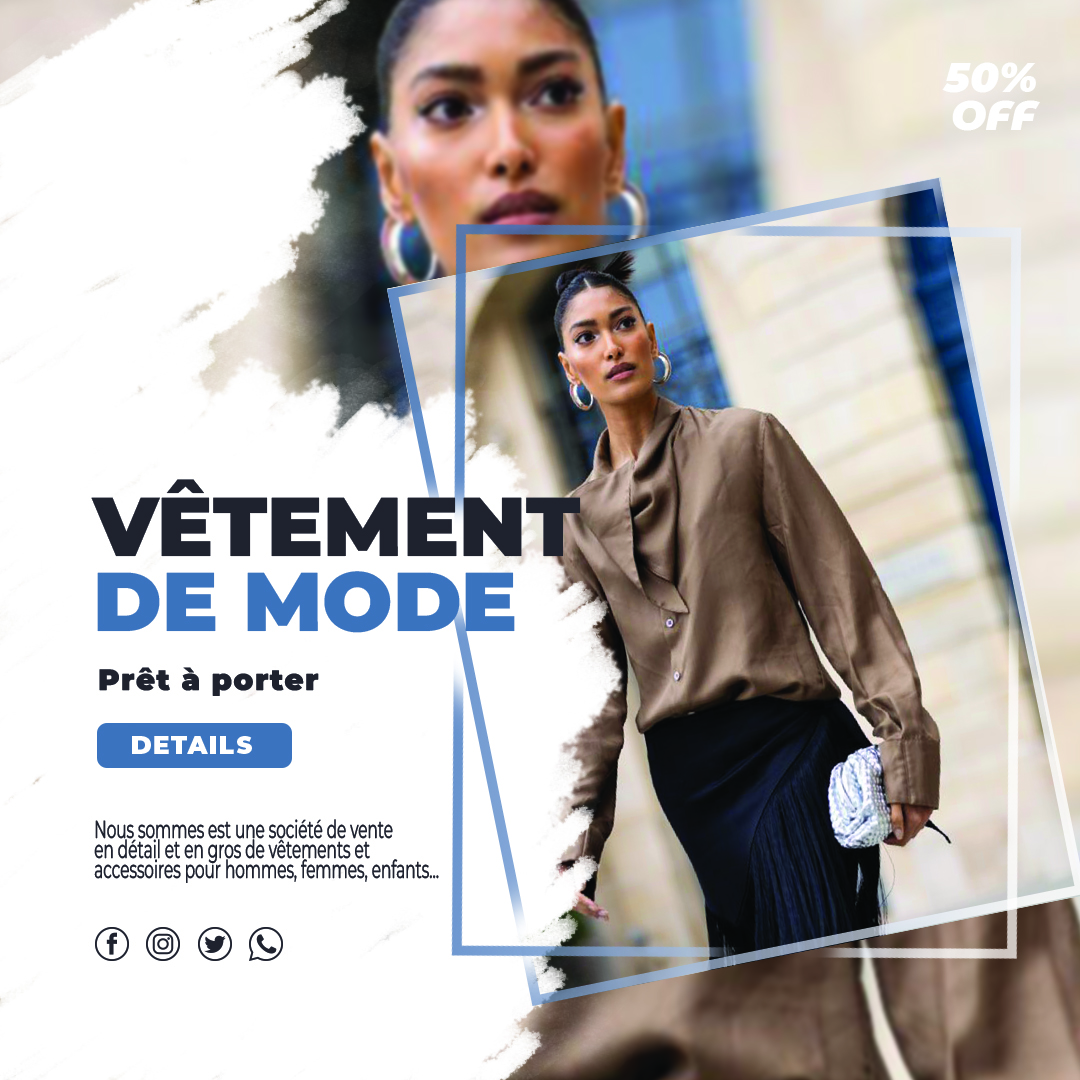 50%
OFF
VÊTEMENT
DE MODE
Prêt à porter
DETAILS
Nous sommes est une société de vente
en détail et en gros de vêtements et
accessoires pour hommes, femmes, enfants...